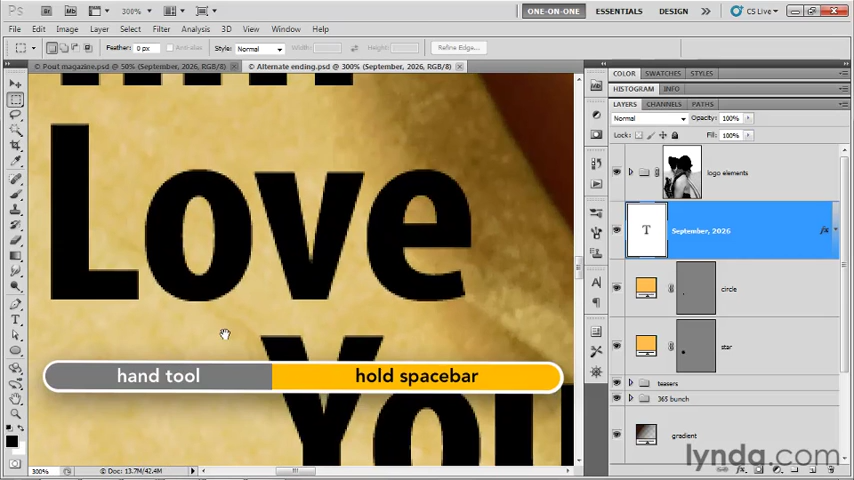 Ps Br Mb 300% ONE-ON-ONE ESSENTIALS DESIGN CS Live
File Edit Image Layer Select Filter Analysis 3D View Window Help
Feather: 0 px Anti-alias Style: Normal Width: Height: Refine Edge...
Pout magazine.psd @ 50% (September, 2026, RGB/8) Alternate ending.psd @ 300% (September, 2026, RGB/8)
COLOR SWATCHES STYLES
HISTOGRAM INFO
LAYERS CHANNELS PATHS
Normal Opacity: 100%
Lock: Fill: 100%
logo elements
T September, 2026 fx
circle
star
teasers
365 bunch
gradient
Love
You
hand tool hold spacebar
300% Doc: 13.7M/42.4M
lynda.com